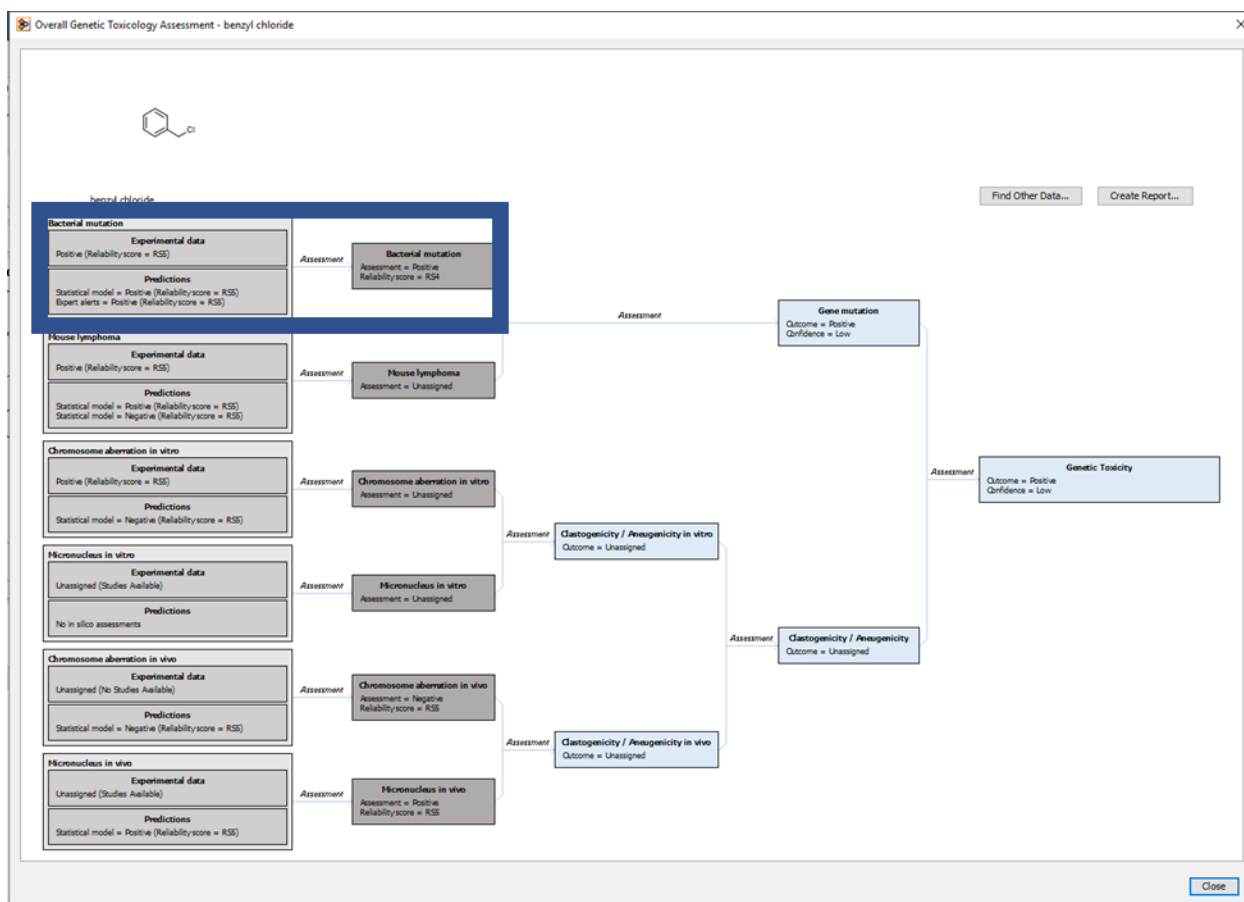 Overall Genetic Toxicology Assessment - benzyl chloride
Cl
benzyl chloride
Find Other Data...
Create Report...
Bacterial mutation
Experimental data
Positive (Reliability score = RS5)
Predictions
Statistical model = Positive (Reliability score = RS5)
Expert alerts = Positive (Reliability score = RS5)
Assessment
Bacterial mutation
Assessment = Positive
Reliability score = RS4
Mouse lymphoma
Experimental data
Positive (Reliability score = RS5)
Predictions
Statistical model = Positive (Reliability score = RS5)
Statistical model = Negative (Reliability score = RS5)
Assessment
Mouse lymphoma
Assessment = Unassigned
Assessment
Gene mutation
Outcome = Positive
Confidence = Low
Chromosome aberration in vitro
Experimental data
Positive (Reliability score = RS5)
Predictions
Statistical model = Negative (Reliability score = RS5)
Assessment
Chromosome aberration in vitro
Assessment = Unassigned
Micronucleus in vitro
Experimental data
Unassigned (Studies Available)
Predictions
No in silico assessments
Assessment
Micronucleus in vitro
Assessment = Unassigned
Assessment
Clastogenicity / Aneugenicity in vitro
Outcome = Unassigned
Chromosome aberration in vivo
Experimental data
Unassigned (No Studies Available)
Predictions
Statistical model = Negative (Reliability score = RS5)
Assessment
Chromosome aberration in vivo
Assessment = Negative
Reliability score = RS5
Micronucleus in vivo
Experimental data
Unassigned (Studies Available)
Predictions
Statistical model = Positive (Reliability score = RS5)
Assessment
Micronucleus in vivo
Assessment = Positive
Reliability score = RS5
Assessment
Clastogenicity / Aneugenicity in vivo
Outcome = Unassigned
Assessment
Clastogenicity / Aneugenicity
Outcome = Unassigned
Assessment
Genetic Toxicity
Outcome = Positive
Confidence = Low
Close